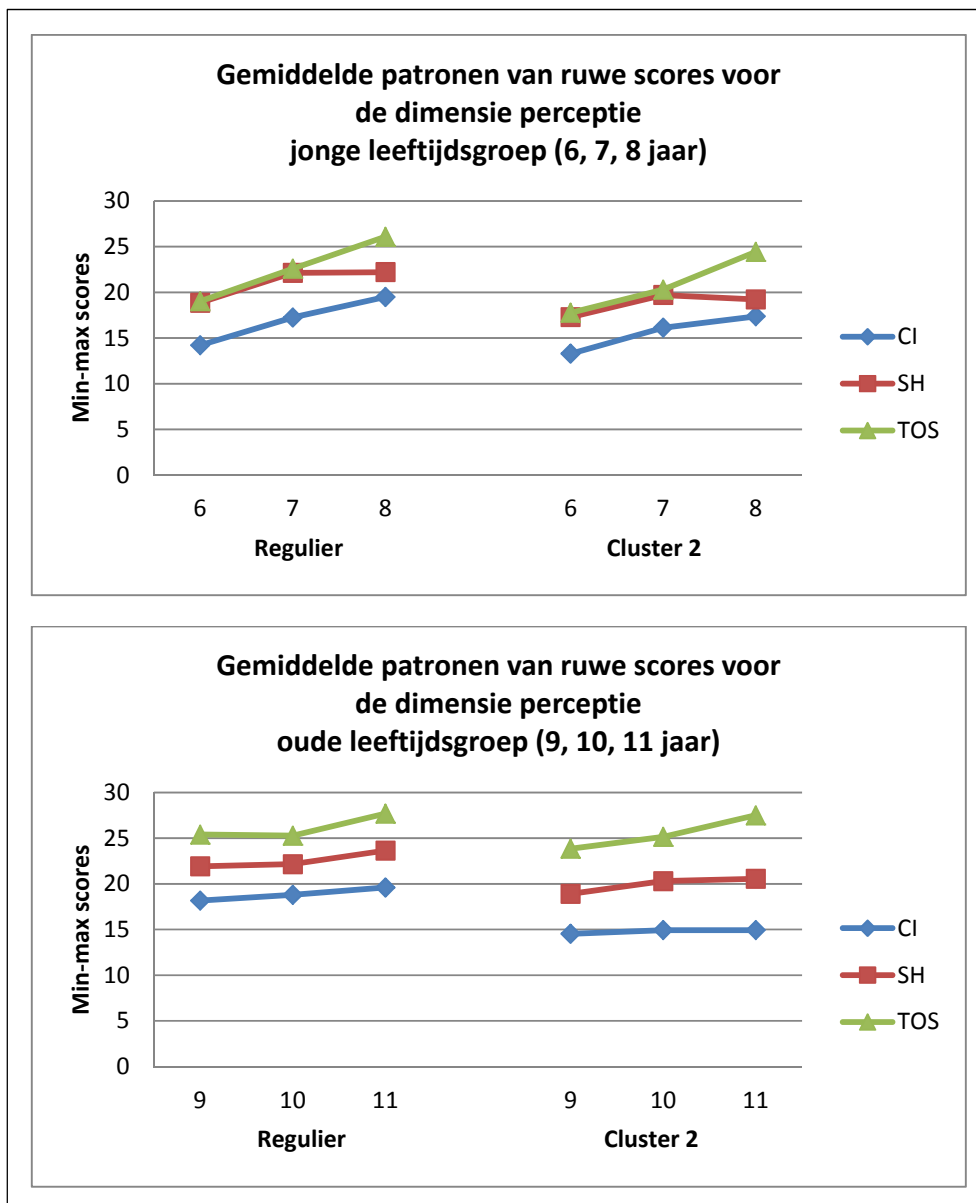 Gemiddelde patronen van ruwe scores voor
de dimensie perceptie
jonge leeftijdsgroep (6, 7, 8 jaar)
Min-max scores
30
25
20
15
10
5
0
6 7 8 6 7 8
Regulier Cluster 2
CI
SH
TOS
Gemiddelde patronen van ruwe scores voor
de dimensie perceptie
oude leeftijdsgroep (9, 10, 11 jaar)
Min-max scores
30
25
20
15
10
5
0
9 10 11 9 10 11
Regulier Cluster 2
CI
SH
TOS